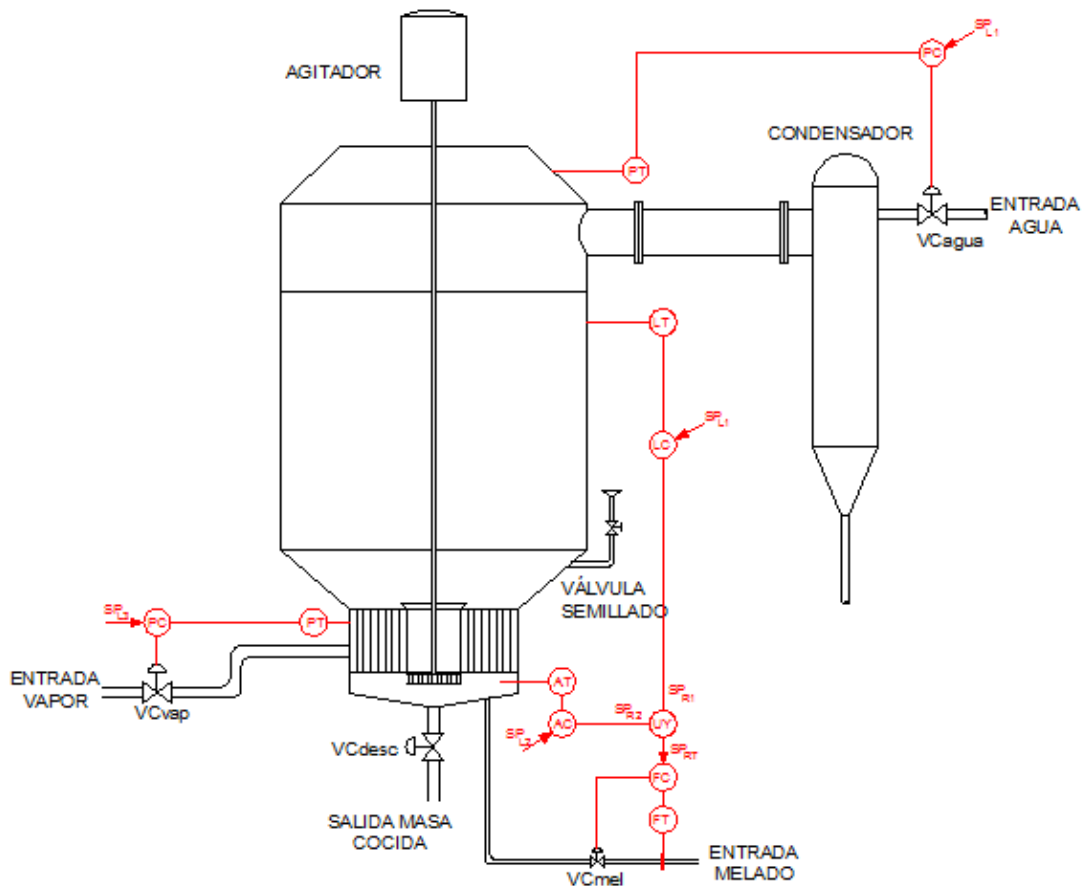 SP L1
PC
AGITADOR
CONDENSADOR
PT
ENTRADA
AGUA
VCagua
LT
SP L1
LC
VÁLVULA
SEMILLADO
SP L3
PC
PT
ENTRADA
VAPOR
VCvap
AT
SP R1
SP R2
AC
UY
SP L2
SP RT
VCdesc
FC
FT
SALIDA MASA
COCIDA
ENTRADA
MELADO
VCmel